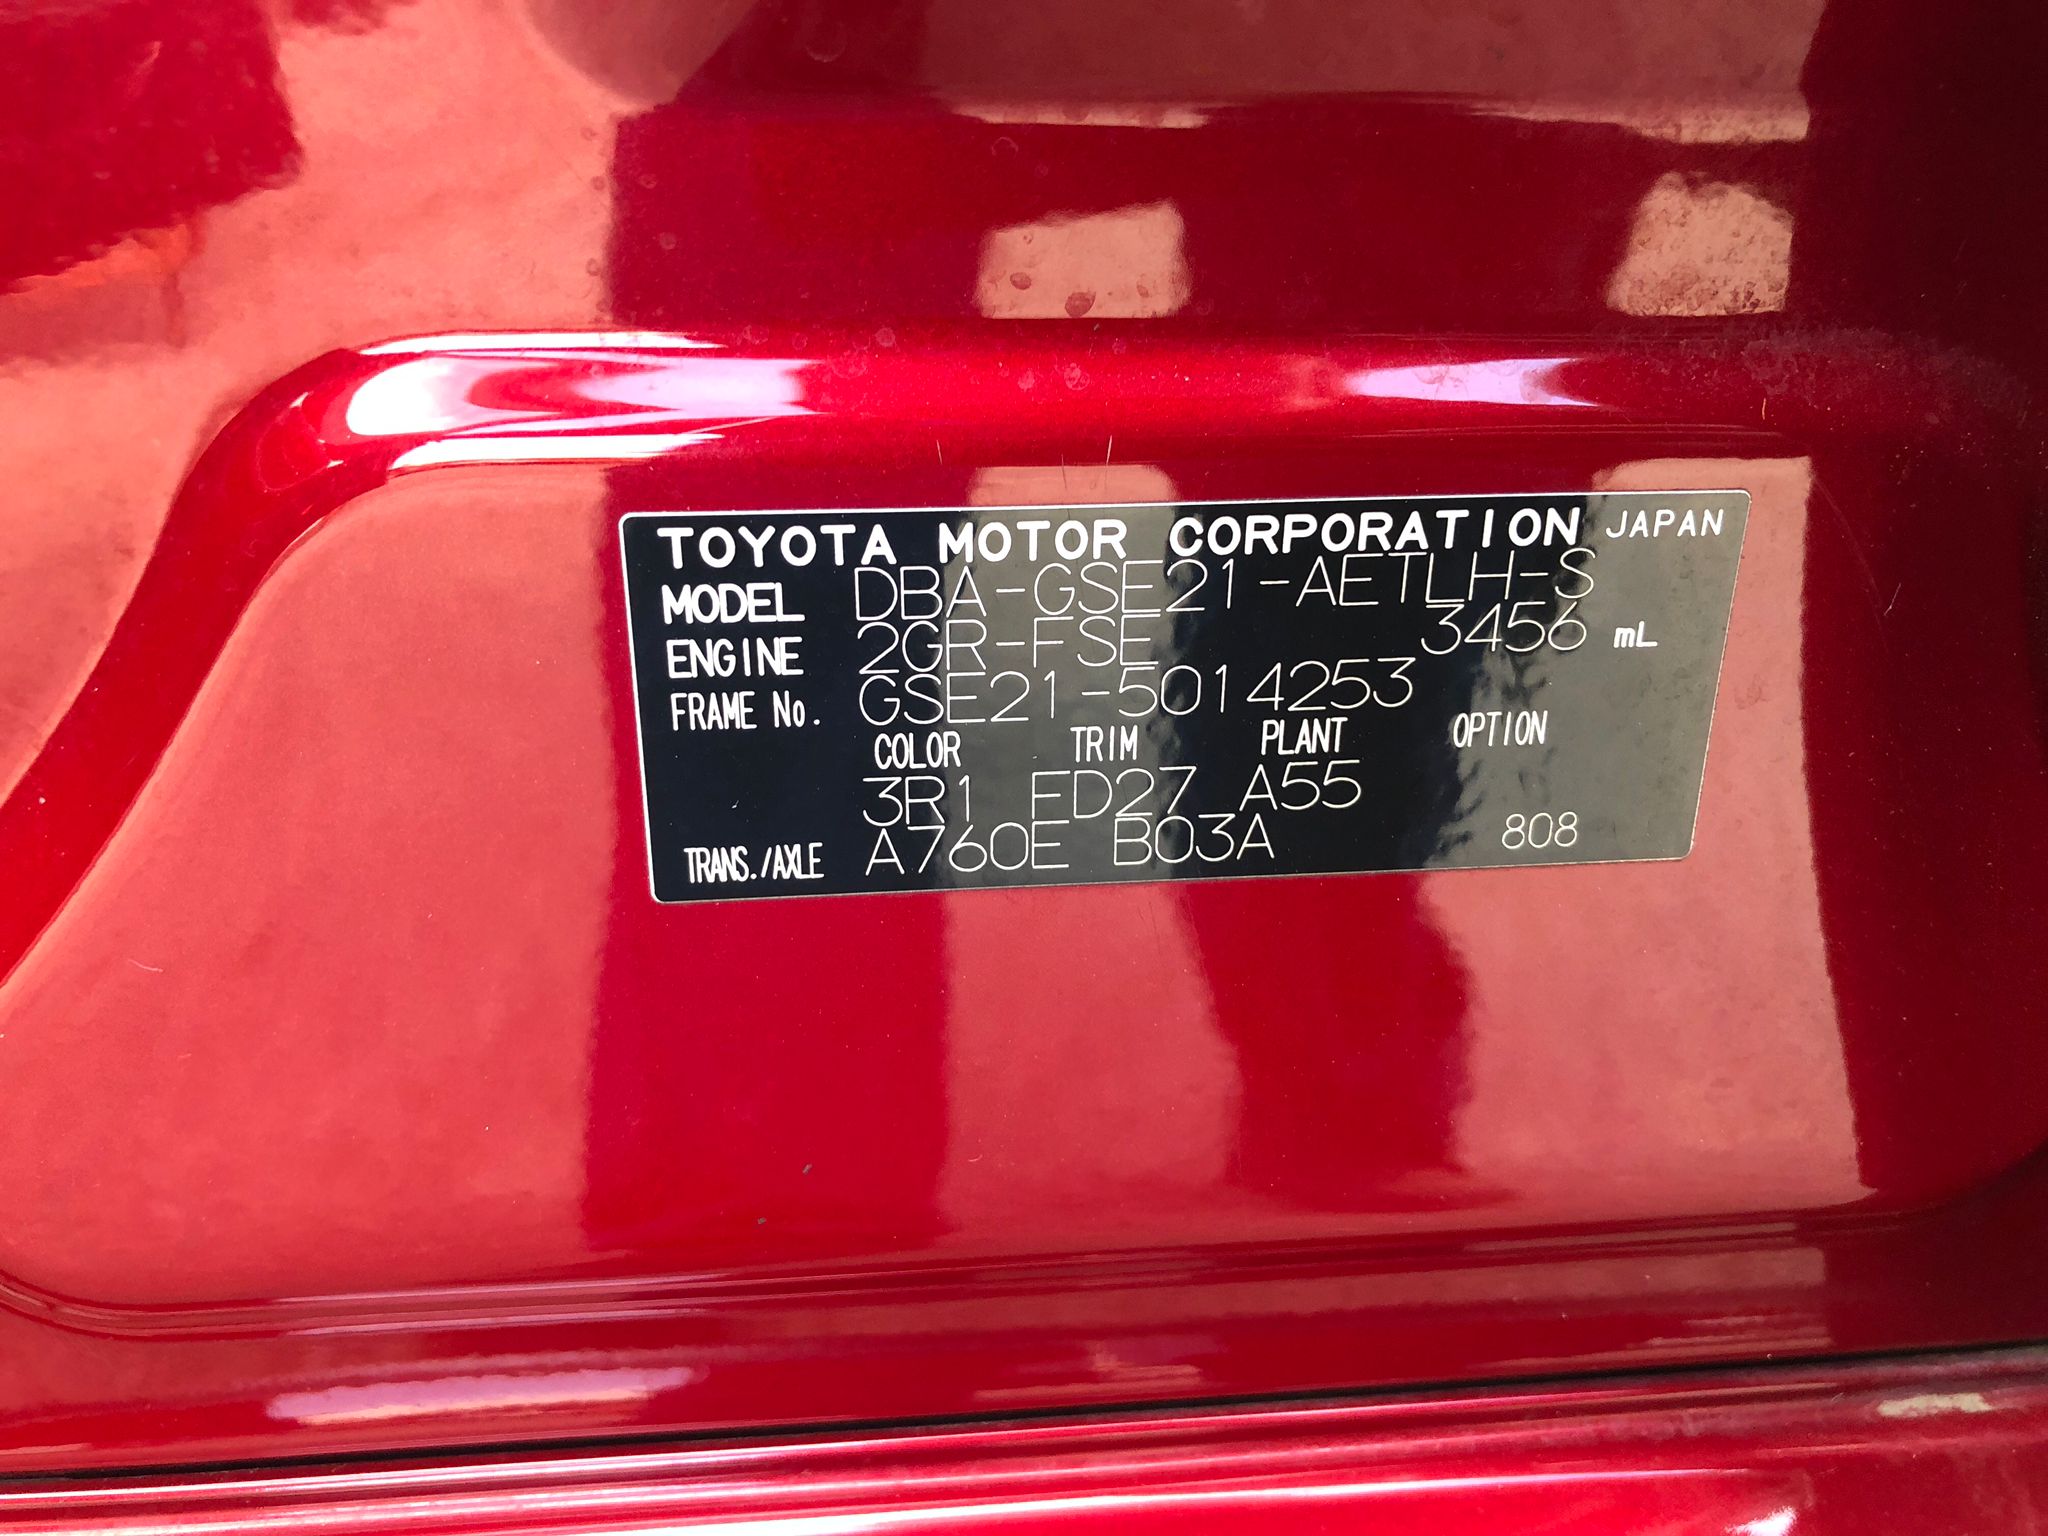 TOYOTA MOTOR CORPORATION JAPAN
MODEL DBA-GSE21-AETLH-S
ENGINE 2GR-FSE 3456 mL
FRAME No. GSE21-5014253
COLOR TRIM PLANT OPTION
3R1 FD27 A55
TRANS./AXLE A760E B03A 808